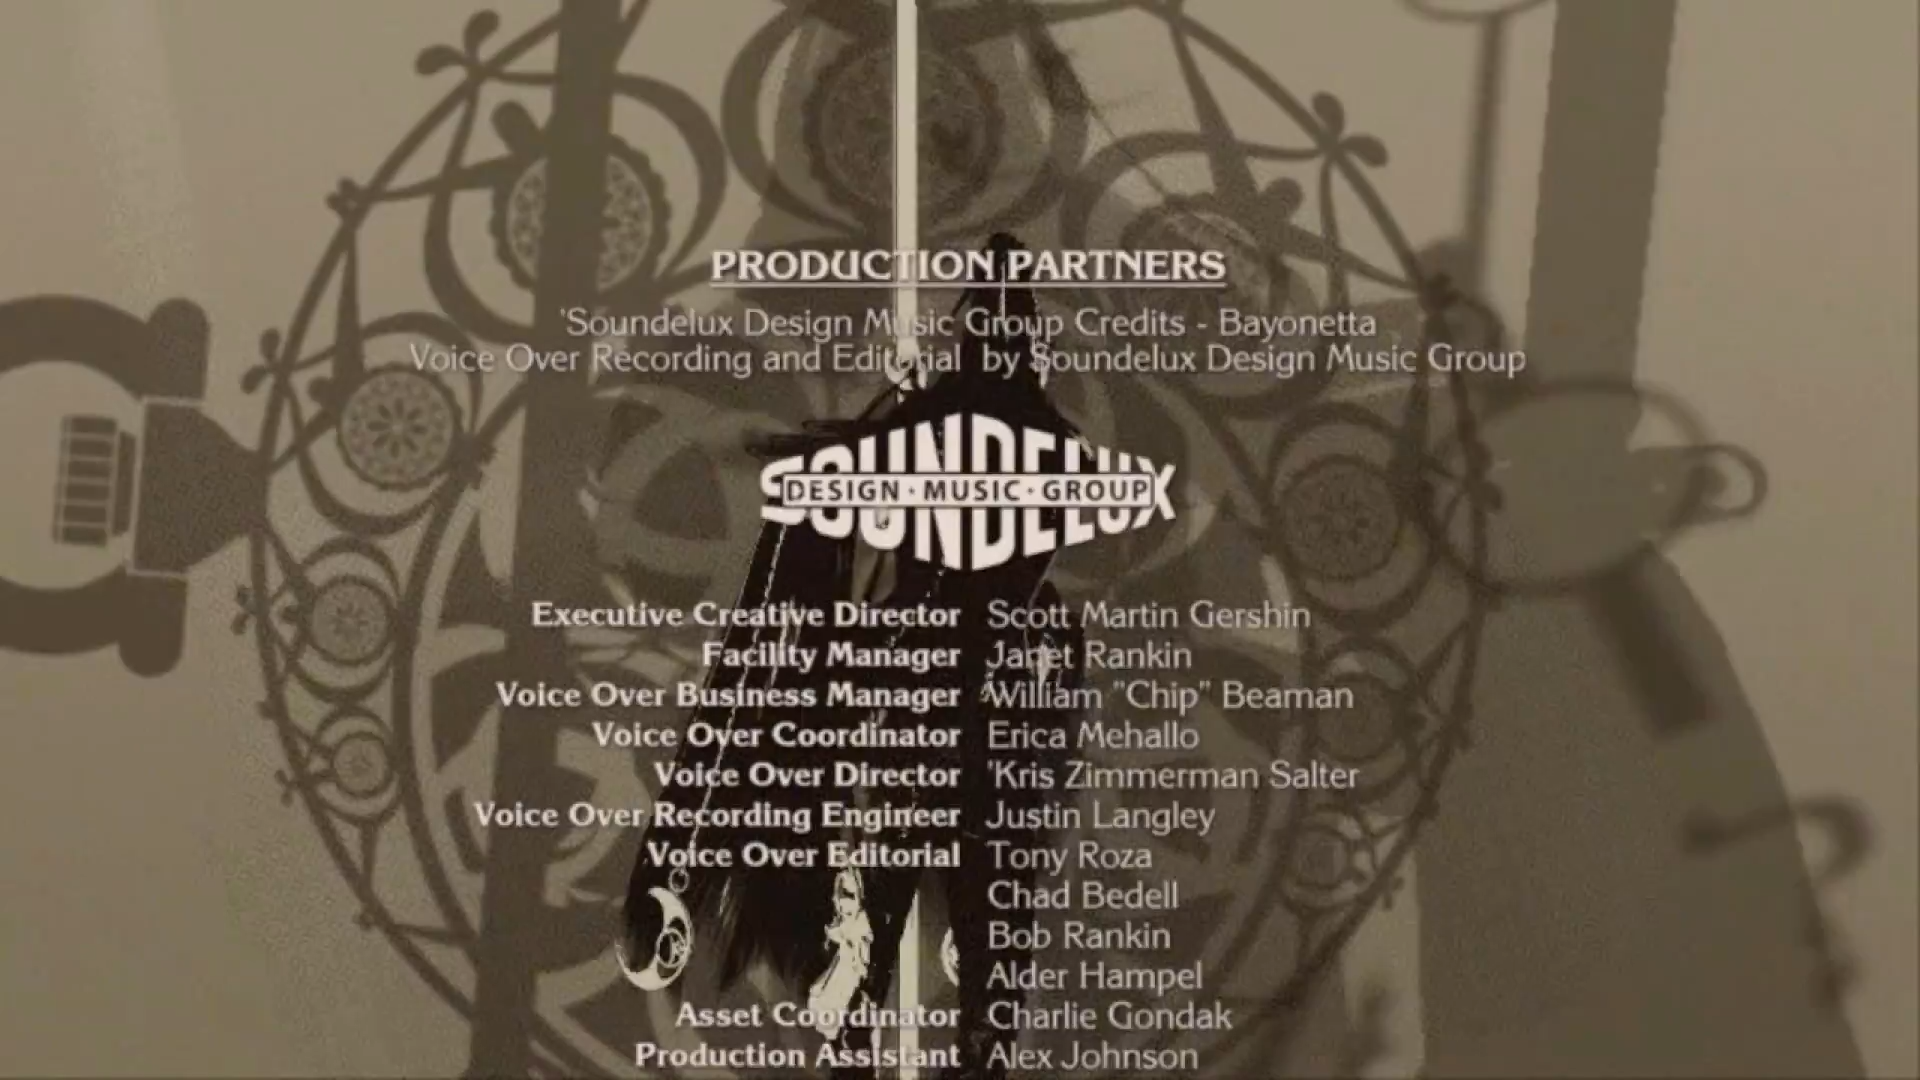 PRODUCTION PARTNERS
'Soundelux Design Music Group Credits - Bayonetta
Voice Over Recording and Editorial  by Soundelux Design Music Group
SOUNDELUX
DESIGN · MUSIC · GROUP
Executive Creative Director Scott Martin Gershin
Facility Manager Janet Rankin
Voice Over Business Manager William "Chip" Beaman
Voice Over Coordinator Erica Mehallo
Voice Over Director 'Kris Zimmerman Salter
Voice Over Recording Engineer Justin Langley
Voice Over Editorial Tony Roza
Chad Bedell
Bob Rankin
Alder Hampel
Asset Coordinator Charlie Gondak
Production Assistant Alex Johnson